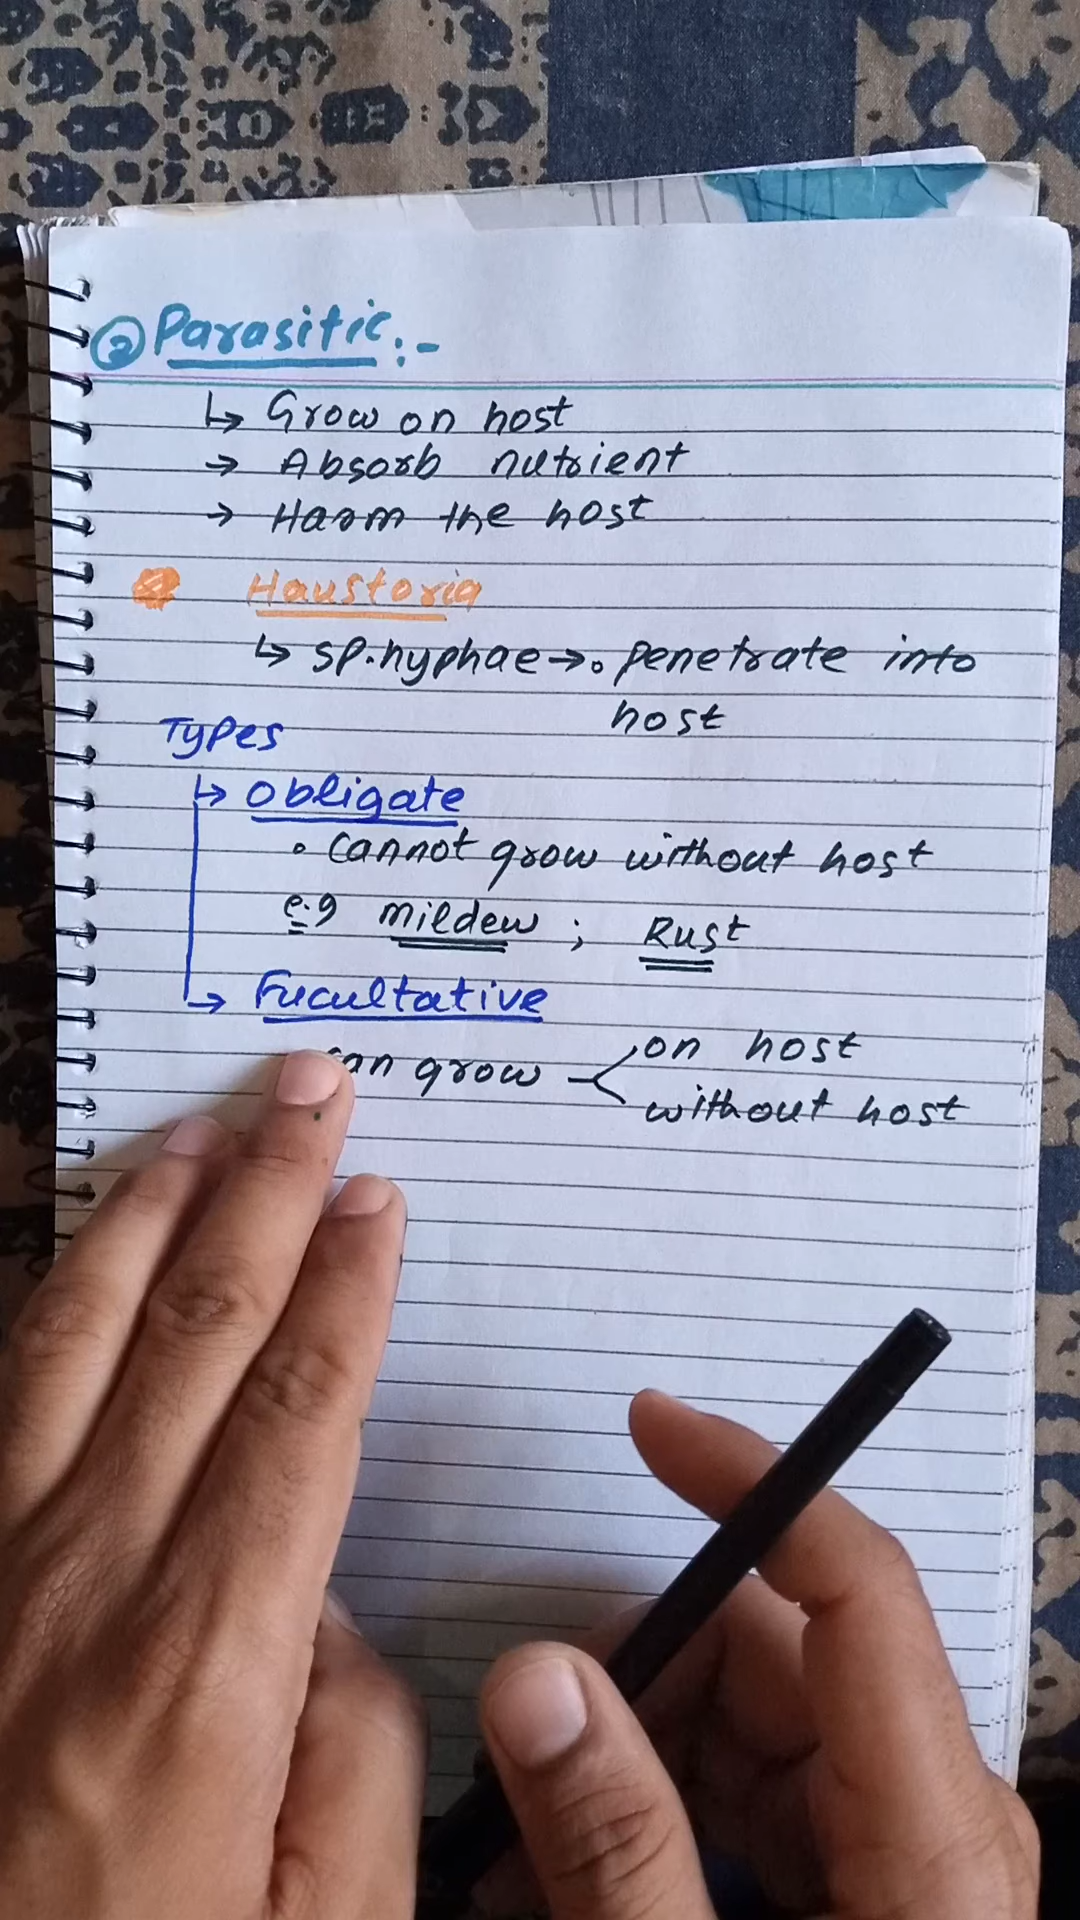 ② Parasitic :-
↳ Grow on host
→ Absorb nutrient
→ Harm the host
Haustoria
↳ sp. hyphae →. penetrate into
host
Types
↳ Obligate
• Cannot grow without host
e.g mildew ; Rust
→ Fucultative
can grow on host
without host